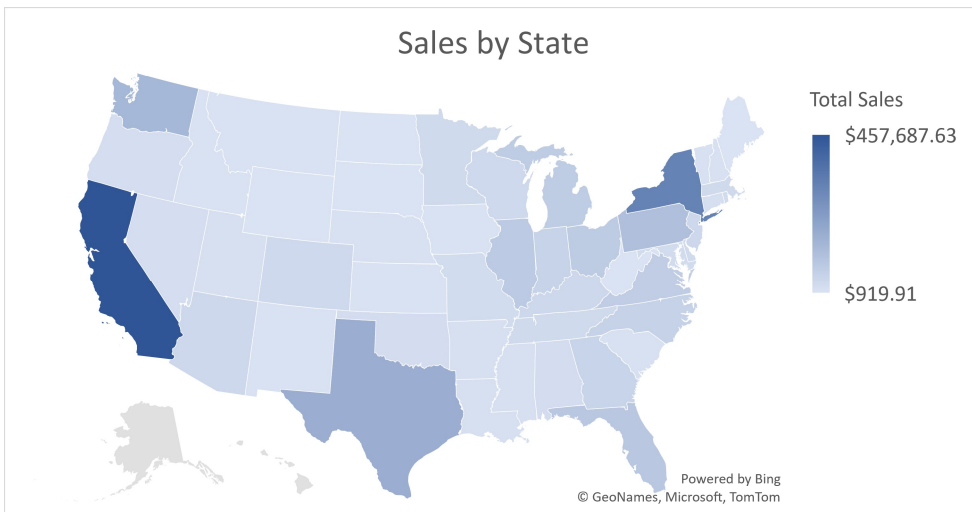 Sales by State
Total Sales
$457,687.63
$919.91
Powered by Bing
© GeoNames, Microsoft, TomTom